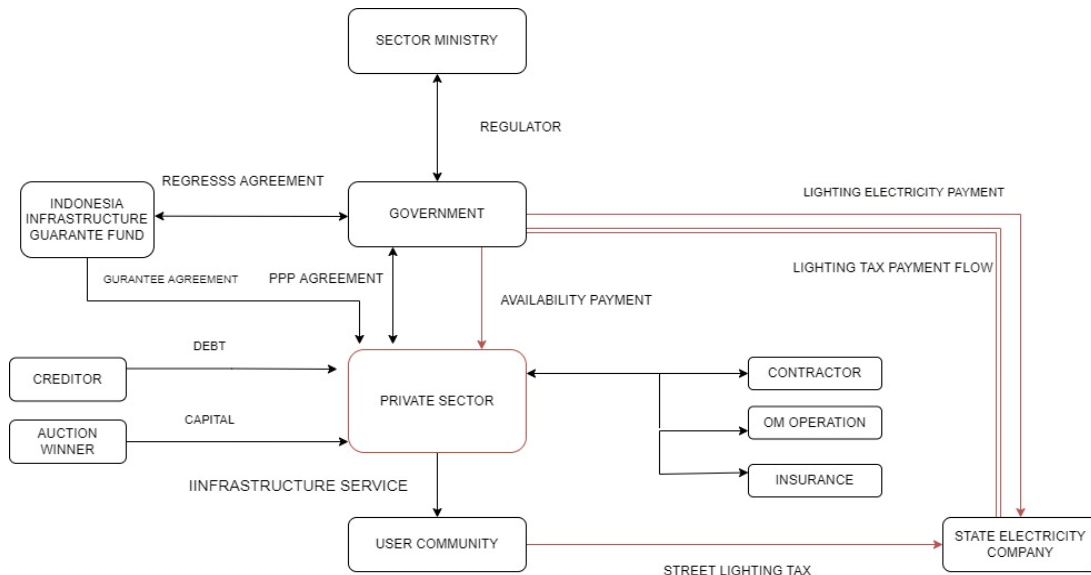 SECTOR MINISTRY
REGULATOR
REGRESSS AGREEMENT
LIGHTING ELECTRICITY PAYMENT
INDONESIA
INFRASTRUCTURE
GUARANTE FUND
GOVERNMENT
GURANTEE AGREEMENT
PPP AGREEMENT
LIGHTING TAX PAYMENT FLOW
AVAILABILITY PAYMENT
DEBT
CREDITOR
PRIVATE SECTOR
CONTRACTOR
CAPITAL
AUCTION
WINNER
OM OPERATION
IINFRASTRUCTURE SERVICE
INSURANCE
USER COMMUNITY
STATE ELECTRICITY
COMPANY
STREET LIGHTING TAX